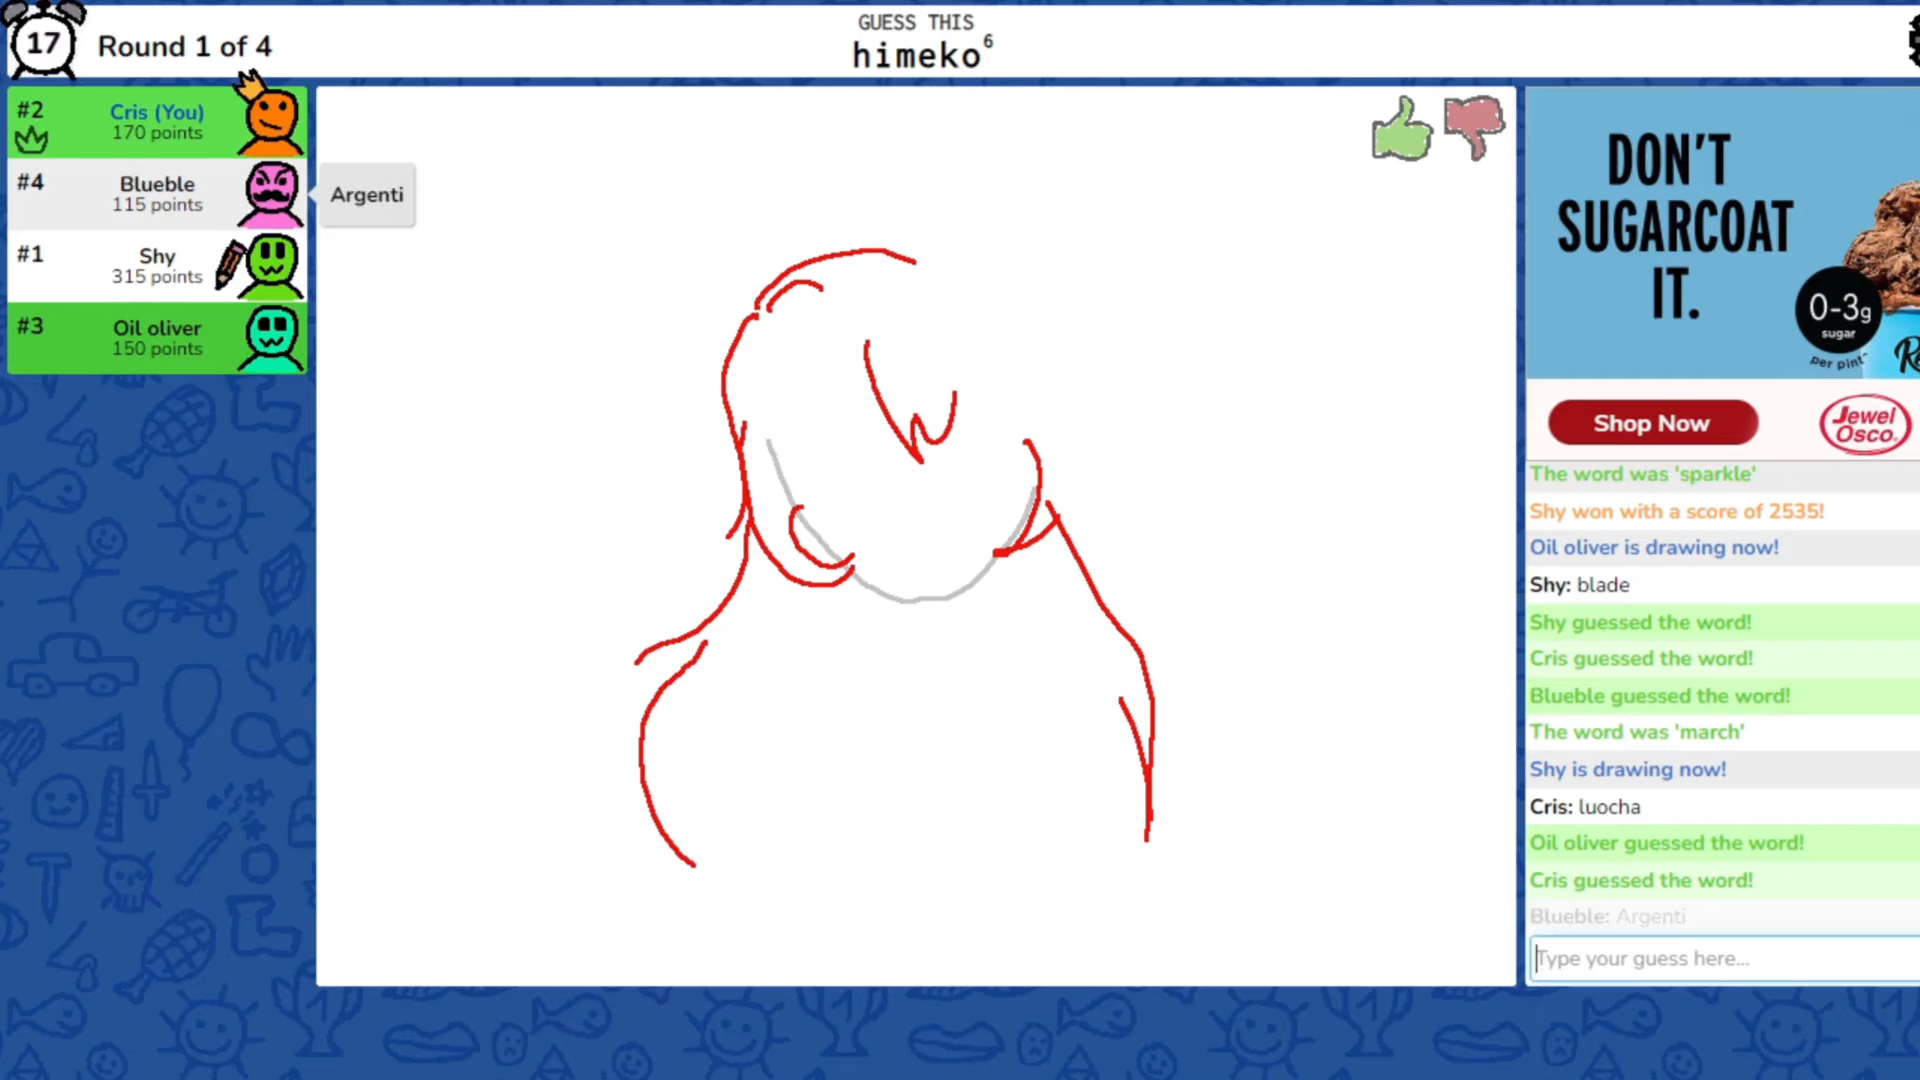 17
Round 1 of 4
GUESS THIS
himeko 6
#2
Cris (You)
170 points
#4
Blueble
115 points
Argenti
#1
Shy
315 points
#3
Oil oliver
150 points
DON'T
SUGARCOAT
IT.
0-3g
sugar
per pint
Shop Now
Jewel
Osco.
The word was 'sparkle'
Shy won with a score of 2535!
Oil oliver is drawing now!
Shy: blade
Shy guessed the word!
Cris guessed the word!
Blueble guessed the word!
The word was 'march'
Shy is drawing now!
Cris: luocha
Oil oliver guessed the word!
Cris guessed the word!
Blueble: Argenti
Type your guess here...